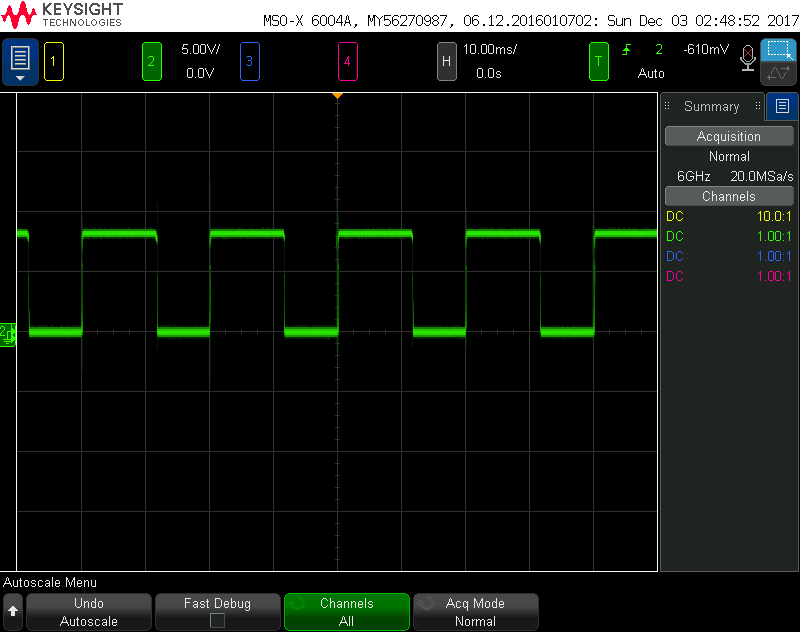 KEYSIGHT
TECHNOLOGIES
MSO-X 6004A, MY56270987, 06.12.2016010702: Sun Dec 03 02:48:52 2017
1
2
5.00V/
0.0V
3
4
H
10.00ms/
0.0s
T
2
-610mV
Auto
Summary
Acquisition
Normal
6GHz 20.0MSa/s
Channels
DC 10.0:1
DC 1.00:1
DC 1.00:1
DC 1.00:1
2
Autoscale Menu
Undo
Autoscale
Fast Debug
Channels
All
Acq Mode
Normal